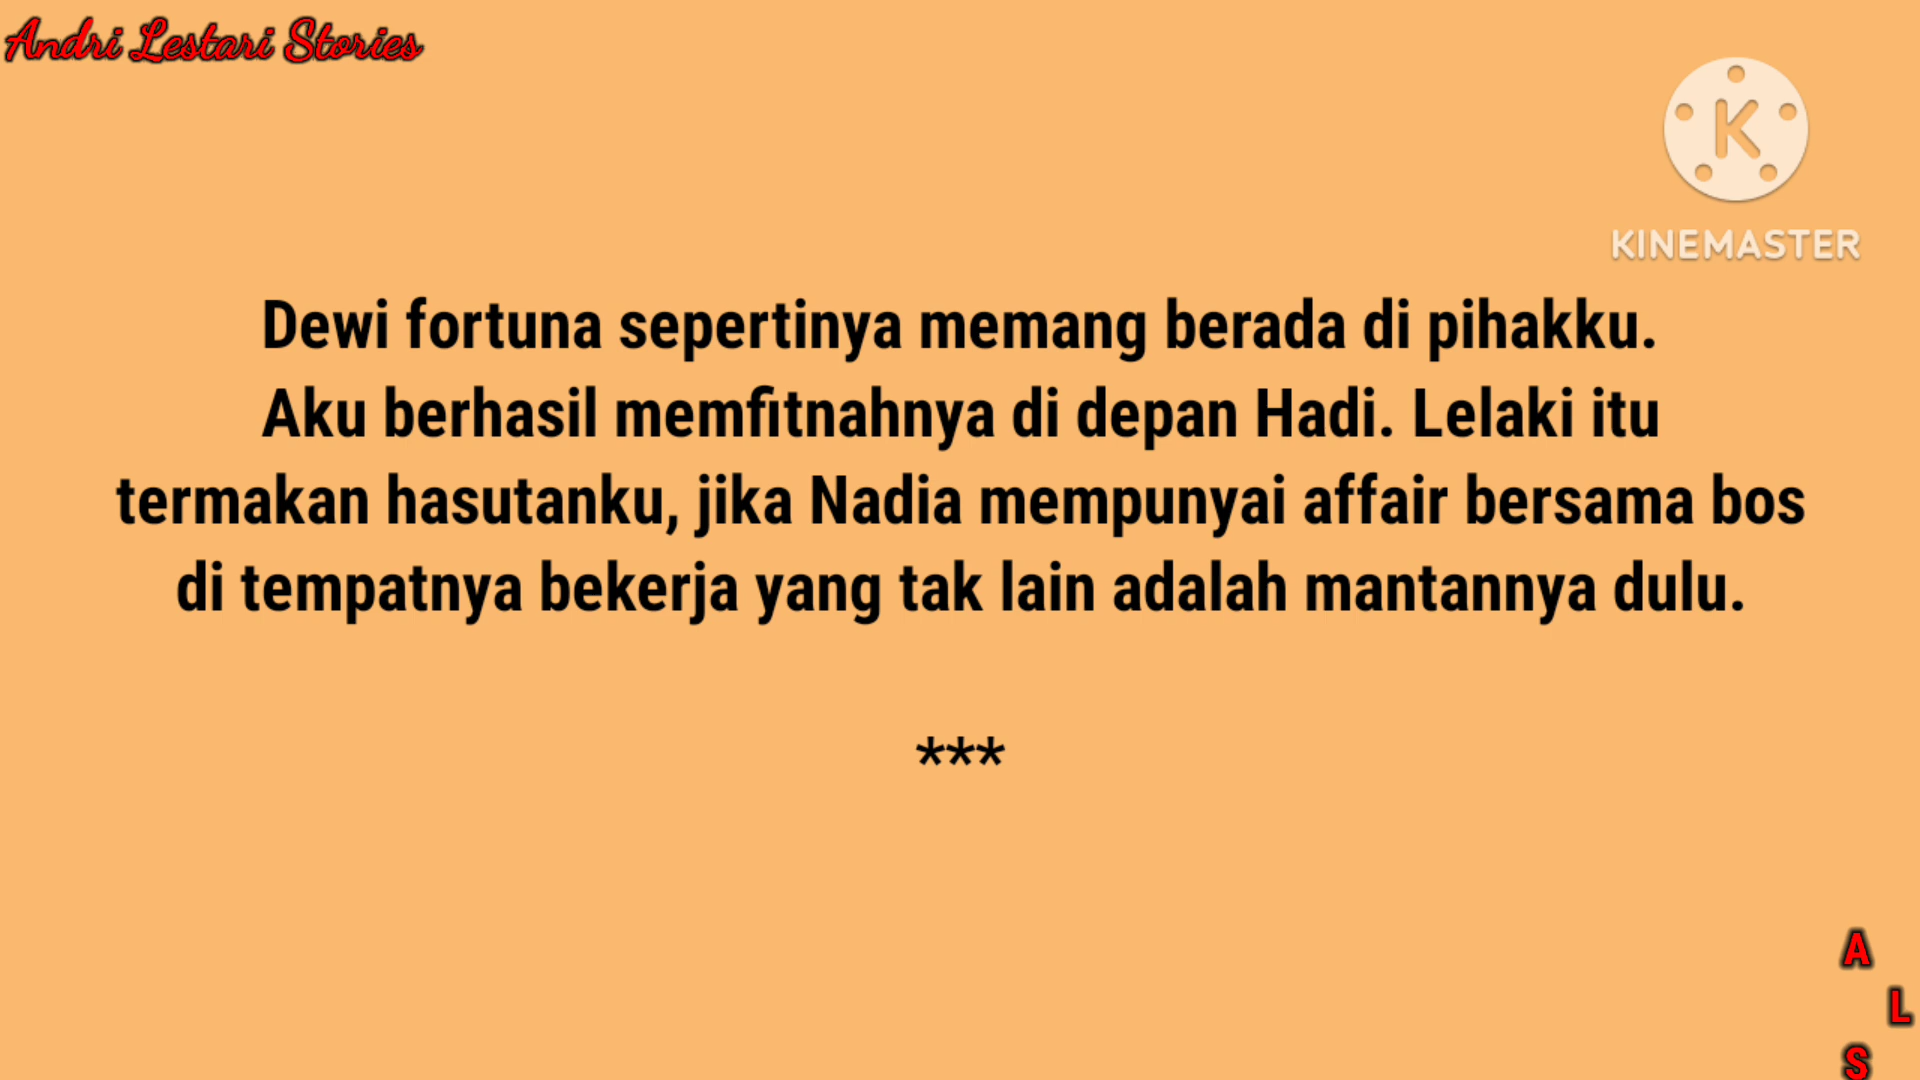 Andri Lestari Stories
K
KINEMASTER
Dewi fortuna sepertinya memang berada di pihakku.
Aku berhasil memfitnahnya di depan Hadi. Lelaki itu
termakan hasutanku, jika Nadia mempunyai affair bersama bos
di tempatnya bekerja yang tak lain adalah mantannya dulu.
***
A
L
S